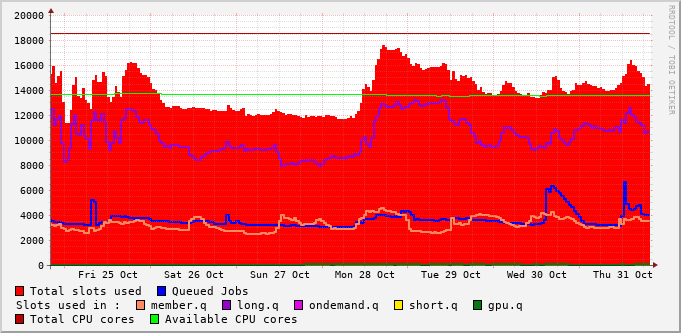 20000
18000
16000
14000
12000
10000
8000
6000
4000
2000
0
Fri 25 Oct Sat 26 Oct Sun 27 Oct Mon 28 Oct Tue 29 Oct Wed 30 Oct Thu 31 Oct
Total slots used Queued Jobs
Slots used in : member.q long.q ondemand.q short.q gpu.q
Total CPU cores Available CPU cores
RRDTOOL / TOBI OETIKER